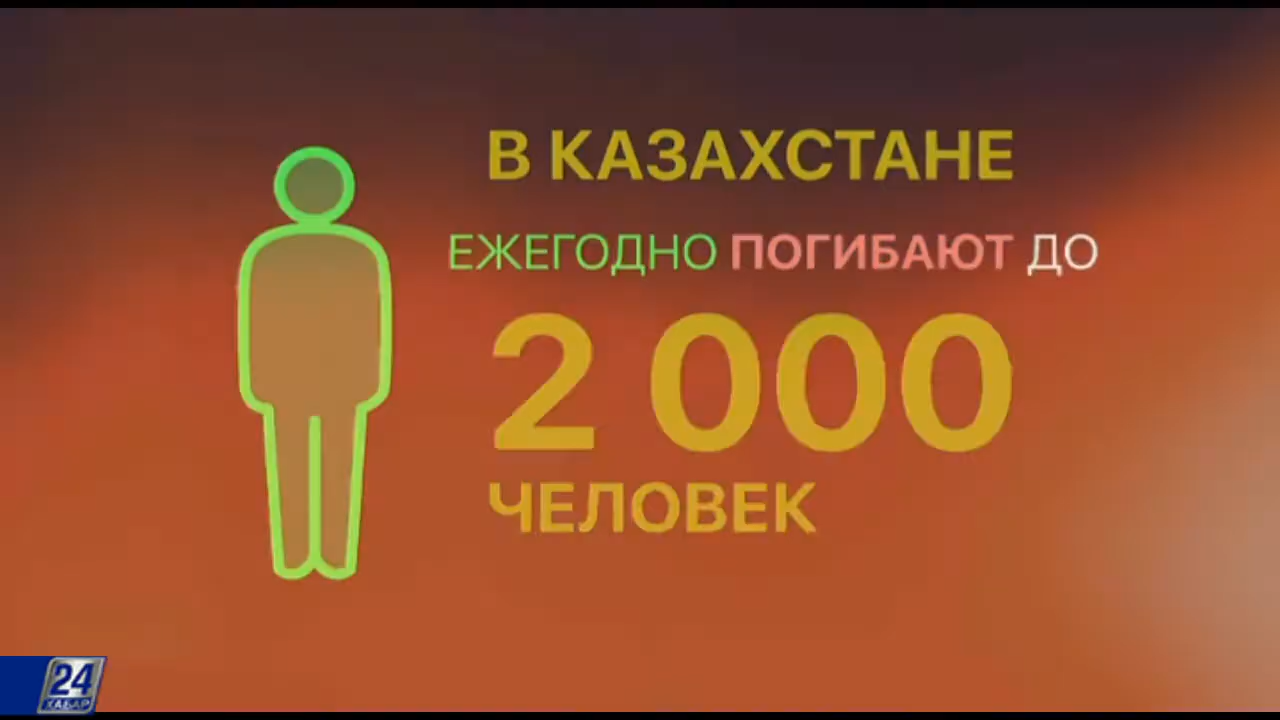 В КАЗАХСТАНЕ
ЕЖЕГОДНО ПОГИБАЮТ ДО
2 000
ЧЕЛОВЕК
24
ХАБАР